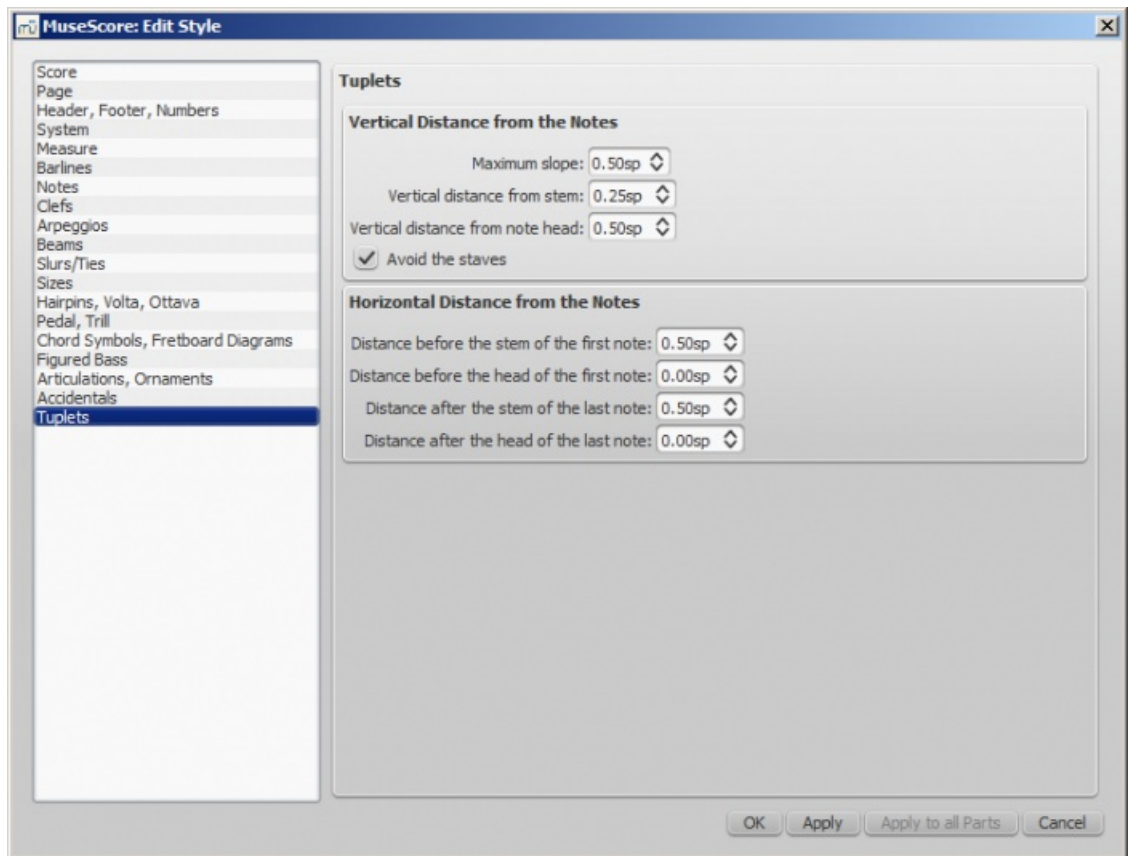 MuseScore: Edit Style
Score
Page
Header, Footer, Numbers
System
Measure
Barlines
Notes
Clefs
Arpeggios
Beams
Slurs/Ties
Sizes
Hairpins, Volta, Ottava
Pedal, Trill
Chord Symbols, Fretboard Diagrams
Figured Bass
Articulations, Ornaments
Accidentals
Tuplets
Tuplets
Vertical Distance from the Notes
Maximum slope: 0.50sp
Vertical distance from stem: 0.25sp
Vertical distance from note head: 0.50sp
Avoid the staves
Horizontal Distance from the Notes
Distance before the stem of the first note: 0.50sp
Distance before the head of the first note: 0.00sp
Distance after the stem of the last note: 0.50sp
Distance after the head of the last note: 0.00sp
OK Apply Apply to all Parts Cancel